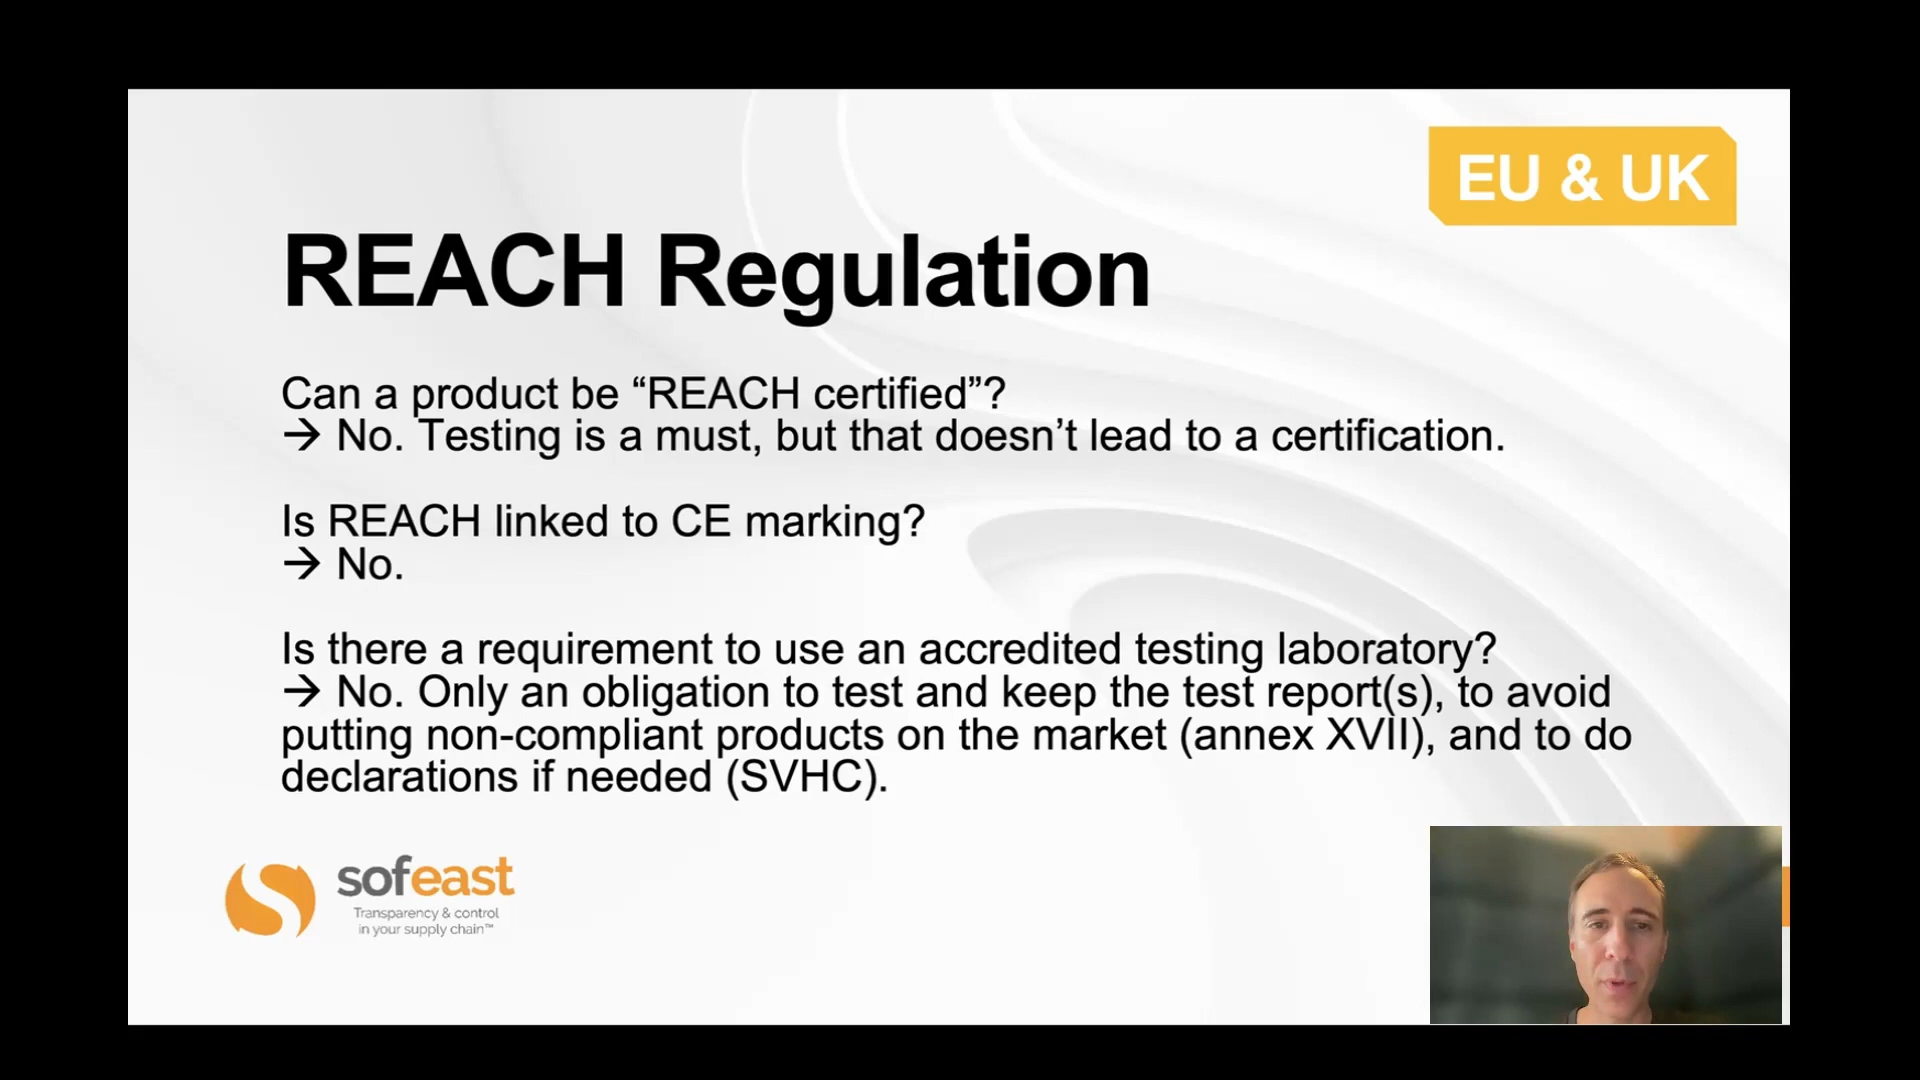 EU & UK
REACH Regulation
Can a product be “REACH certified”?
→ No. Testing is a must, but that doesn’t lead to a certification.
Is REACH linked to CE marking?
→ No.
Is there a requirement to use an accredited testing laboratory?
→ No. Only an obligation to test and keep the test report(s), to avoid
putting non-compliant products on the market (annex XVII), and to do
declarations if needed (SVHC).
sofeast
Transparency & control
in your supply chain™